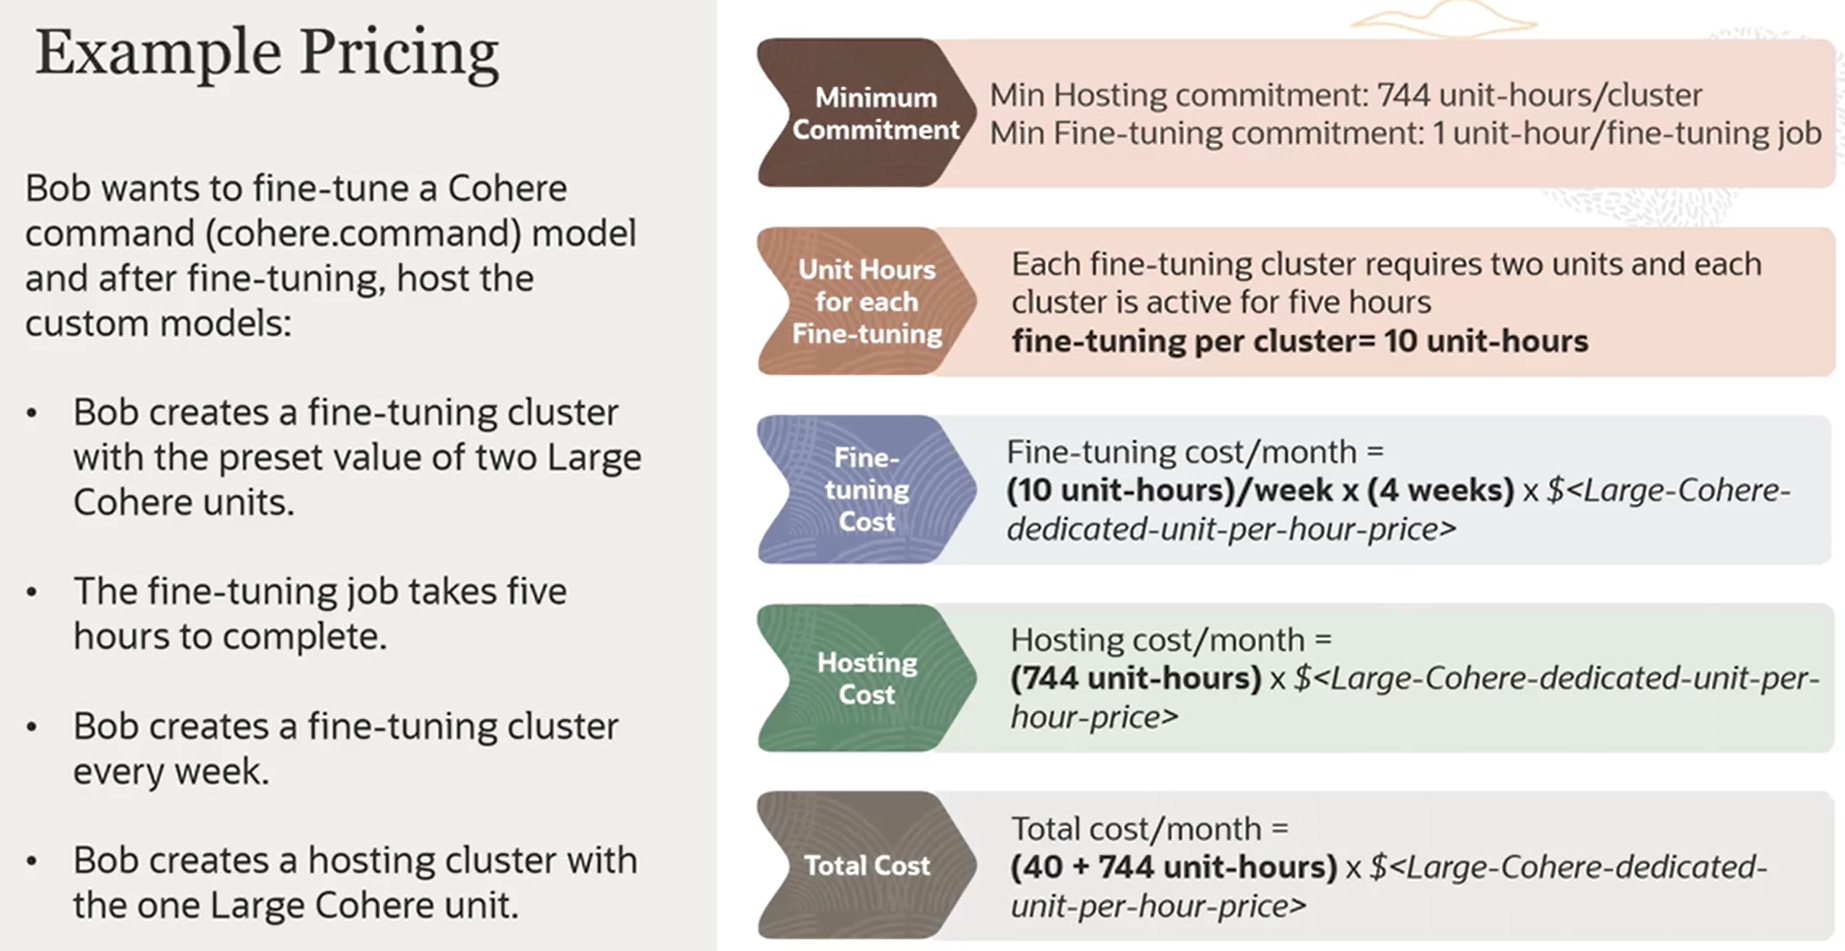 Example Pricing
Bob wants to fine-tune a Cohere
command (cohere.command) model
and after fine-tuning, host the
custom models:
• Bob creates a fine-tuning cluster
with the preset value of two Large
Cohere units.
• The fine-tuning job takes five
hours to complete.
• Bob creates a fine-tuning cluster
every week.
• Bob creates a hosting cluster with
the one Large Cohere unit.
Minimum
Commitment
Min Hosting commitment: 744 unit-hours/cluster
Min Fine-tuning commitment: 1 unit-hour/fine-tuning job
Unit Hours
for each
Fine-tuning
Each fine-tuning cluster requires two units and each
cluster is active for five hours
fine-tuning per cluster= 10 unit-hours
Fine-
tuning
Cost
Fine-tuning cost/month =
(10 unit-hours)/week x (4 weeks) x $<Large-Cohere-
dedicated-unit-per-hour-price>
Hosting
Cost
Hosting cost/month =
(744 unit-hours) x $<Large-Cohere-dedicated-unit-per-
hour-price>
Total Cost
Total cost/month =
(40 + 744 unit-hours) x $<Large-Cohere-dedicated-
unit-per-hour-price>